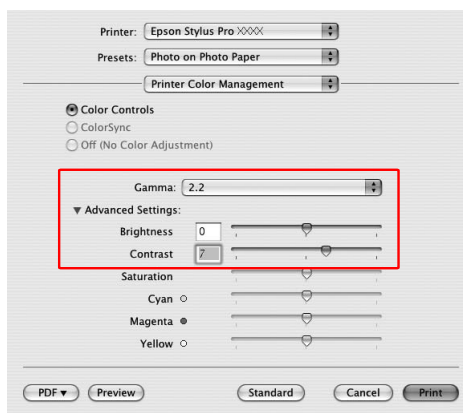 Printer: Epson Stylus Pro XXXX
Presets: Photo on Photo Paper
Printer Color Management
Color Controls
ColorSync
Off (No Color Adjustment)
Gamma: 2.2
Advanced Settings:
Brightness 0
Contrast 7
Saturation
Cyan
Magenta
Yellow
PDF Preview Standard Cancel Print